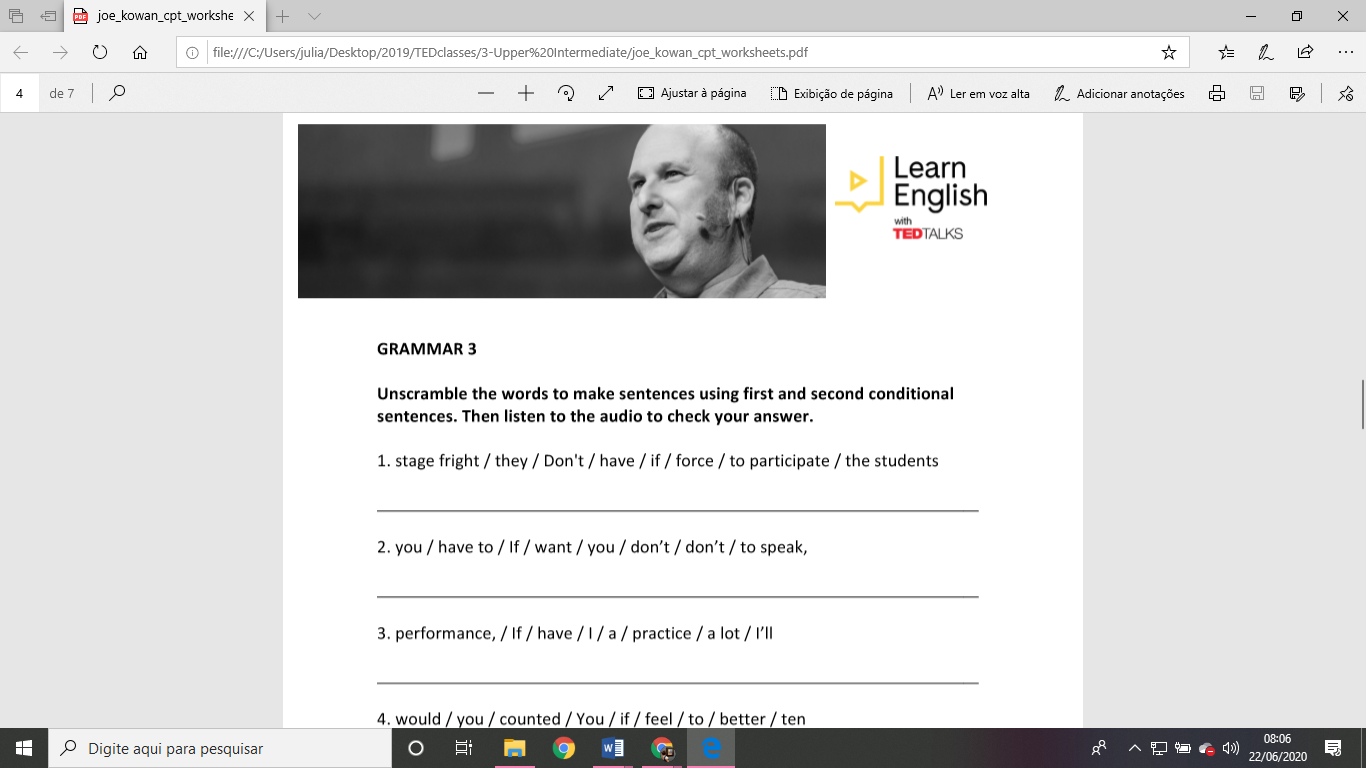 joe_kowan_cpt_workshe
file:///C:/Users/julia/Desktop/2019/TEDclasses/3-Upper%20Intermediate/joe_kowan_cpt_worksheets.pdf
4 de 7 Ajustar à página Exibição de página Ler em voz alta Adicionar anotações
Learn
English
with
TEDTALKS
GRAMMAR 3
Unscramble the words to make sentences using first and second conditional
sentences. Then listen to the audio to check your answer.
1. stage fright / they / Don't / have / if / force / to participate / the students
2. you / have to / If / want / you / don’t / don’t / to speak,
3. performance, / If / have / I / a / practice / a lot / I’ll
4. would / you / counted / You / if / feel / to / better / ten
Digite aqui para pesquisar
08:06
22/06/2020